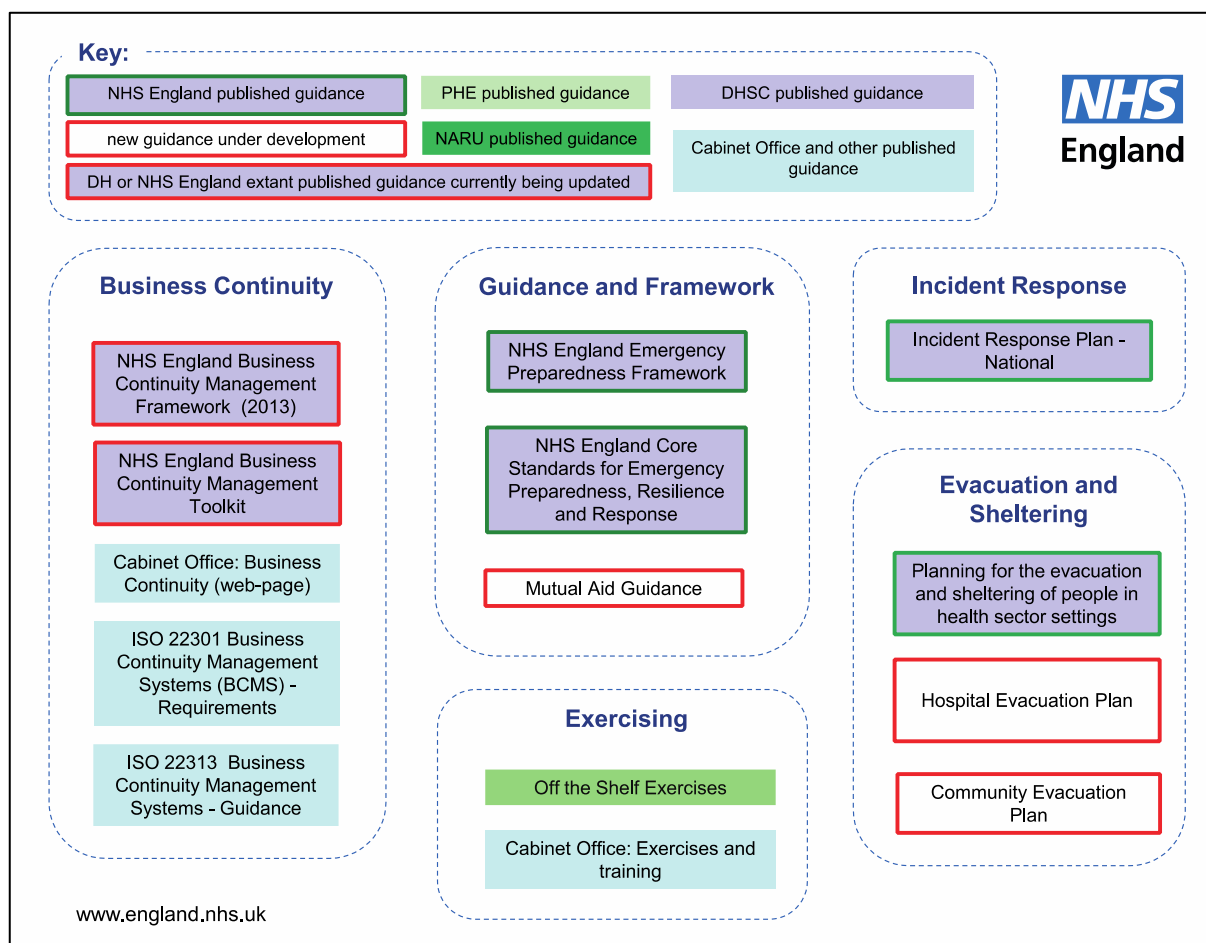 Key:
NHS England published guidance
PHE published guidance
DHSC published guidance
new guidance under development
NARU published guidance
Cabinet Office and other published
guidance
DH or NHS England extant published guidance currently being updated
NHS
England
Business Continuity
NHS England Business
Continuity Management
Framework (2013)
NHS England Business
Continuity Management
Toolkit
Cabinet Office: Business
Continuity (web-page)
ISO 22301 Business
Continuity Management
Systems (BCMS) -
Requirements
ISO 22313 Business
Continuity Management
Systems - Guidance
Guidance and Framework
NHS England Emergency
Preparedness Framework
NHS England Core
Standards for Emergency
Preparedness, Resilience
and Response
Mutual Aid Guidance
Exercising
Off the Shelf Exercises
Cabinet Office: Exercises and
training
Incident Response
Incident Response Plan -
National
Evacuation and
Sheltering
Planning for the evacuation
and sheltering of people in
health sector settings
Hospital Evacuation Plan
Community Evacuation
Plan
www.england.nhs.uk